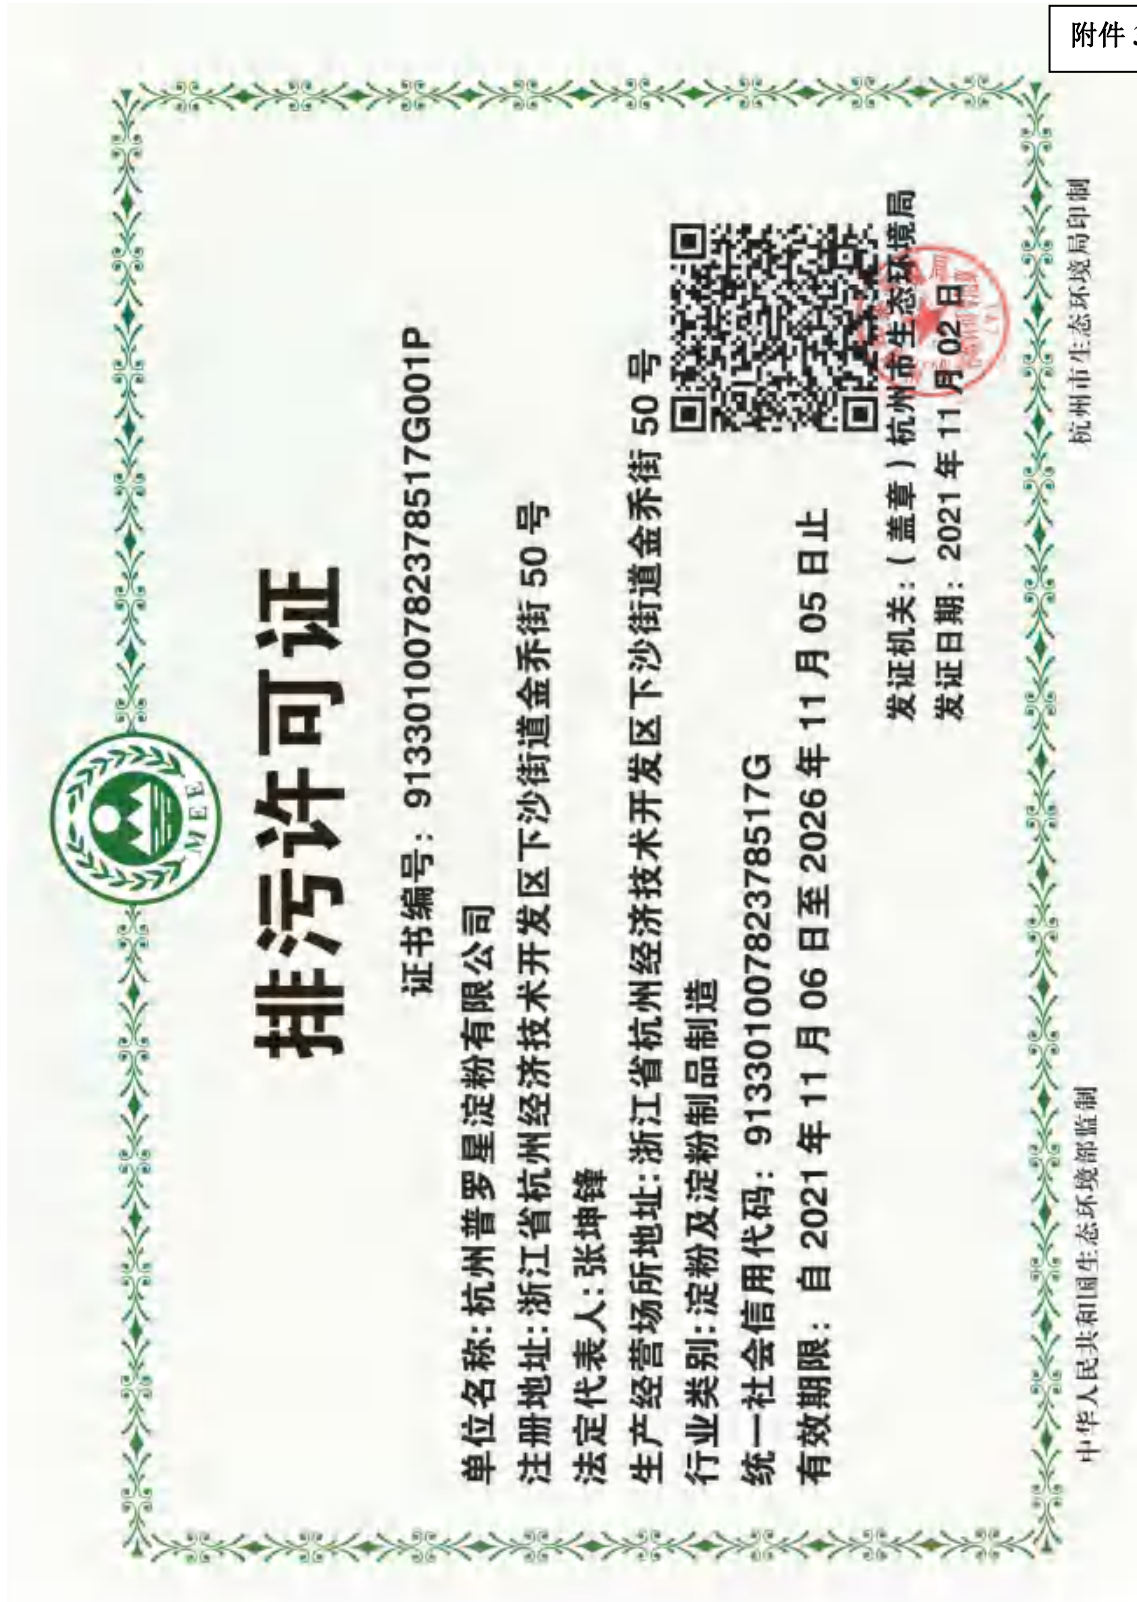 附件 3
MEE
排污许可证
证书编号：91330100782378517G001P
单位名称:杭州普罗星淀粉有限公司
注册地址:浙江省杭州经济技术开发区下沙街道金乔街 50 号
法定代表人:张坤锋
生产经营场所地址:浙江省杭州经济技术开发区下沙街道金乔街 50 号
行业类别:淀粉及淀粉制品制造
统一社会信用代码：91330100782378517G
有效期限：自 2021 年 11 月 06 日至 2026 年 11 月 05 日止
发证机关:（盖章）杭州市生态环境局
发证日期：2021 年 11 月 02 日
中华人民共和国生态环境部监制
杭州市生态环境局印制